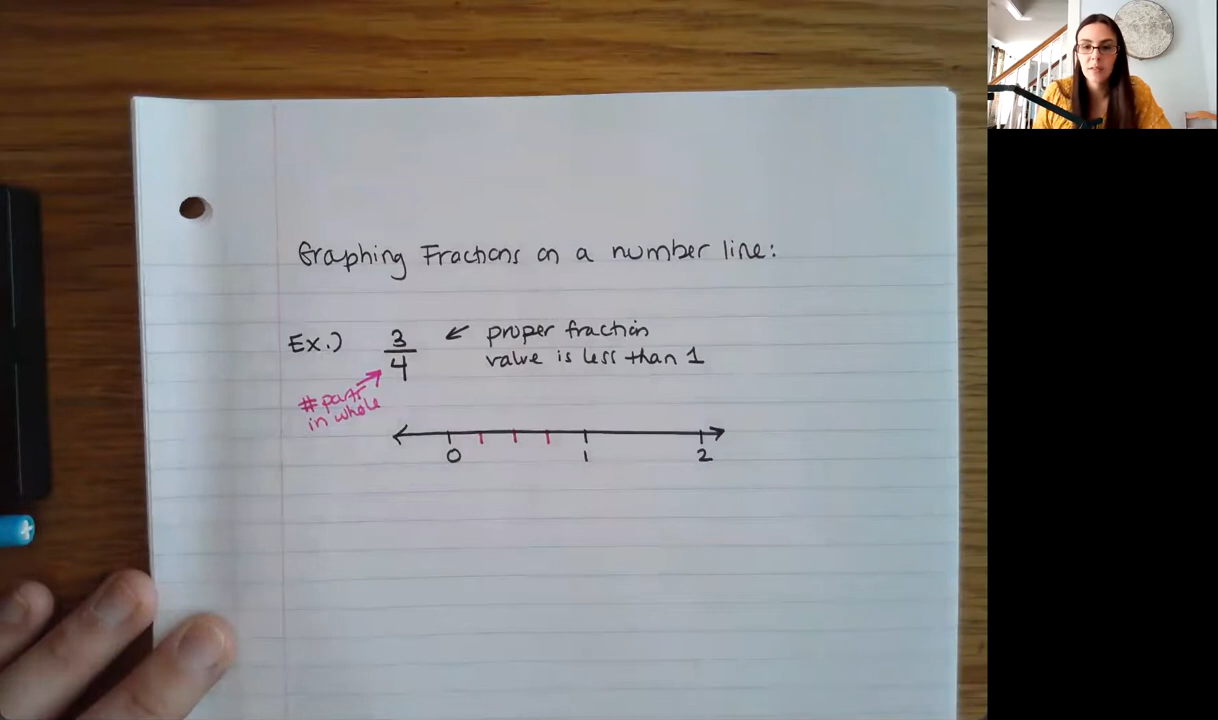 Graphing Fractions on a number line:
Ex.) 3/4 ← proper fraction
value is less than 1
# parts
in whole
0 1 2